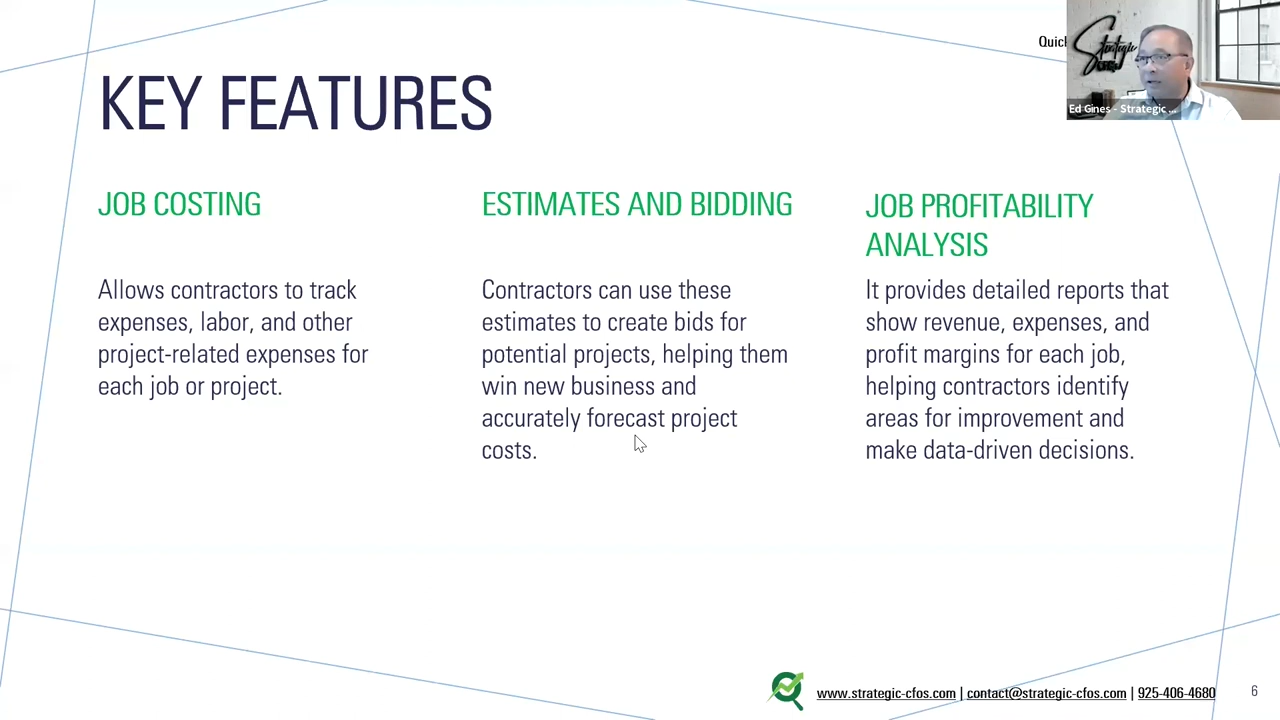 Quick
KEY FEATURES
Strategic
CFOs
Ed Gines - Strategic ...
JOB COSTING
Allows contractors to track
expenses, labor, and other
project-related expenses for
each job or project.
ESTIMATES AND BIDDING
Contractors can use these
estimates to create bids for
potential projects, helping them
win new business and
accurately forecast project
costs.
JOB PROFITABILITY
ANALYSIS
It provides detailed reports that
show revenue, expenses, and
profit margins for each job,
helping contractors identify
areas for improvement and
make data-driven decisions.
www.strategic-cfos.com | contact@strategic-cfos.com | 925-406-4680
6